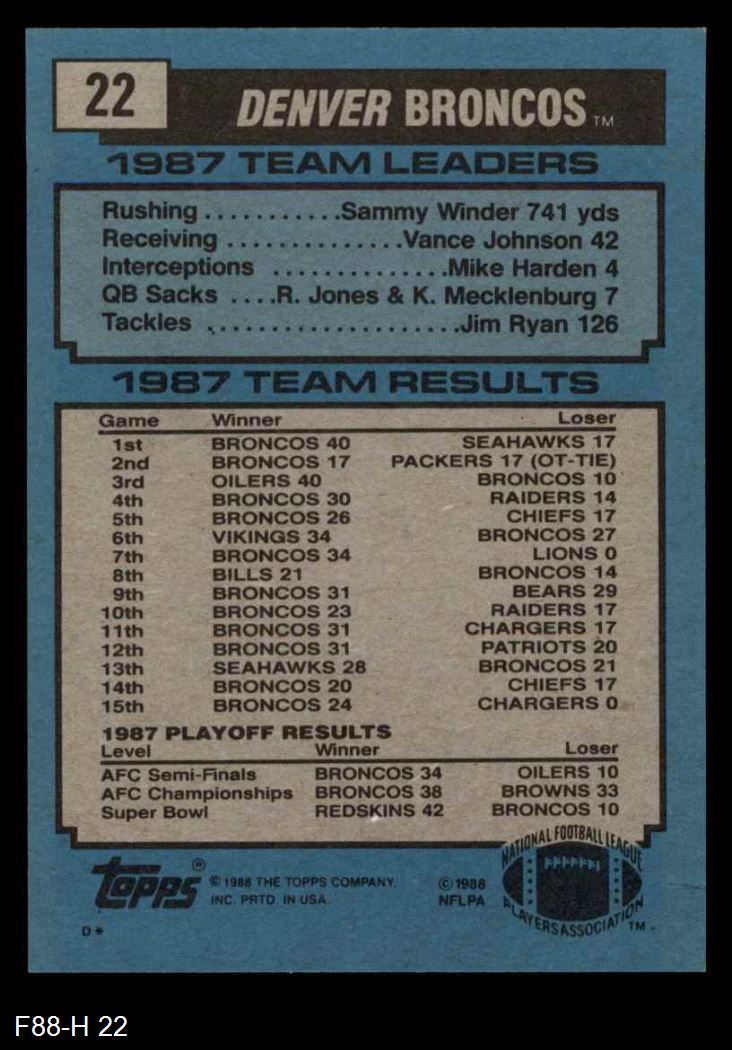 22
DENVER BRONCOS TM
1987 TEAM LEADERS
Rushing ...........Sammy Winder 741 yds
Receiving ..............Vance Johnson 42
Interceptions ..............Mike Harden 4
QB Sacks ....R. Jones & K. Mecklenburg 7
Tackles ....................Jim Ryan 126
1987 TEAM RESULTS
Game Winner Loser
1st BRONCOS 40 SEAHAWKS 17
2nd BRONCOS 17 PACKERS 17 (OT-TIE)
3rd OILERS 40 BRONCOS 10
4th BRONCOS 30 RAIDERS 14
5th BRONCOS 26 CHIEFS 17
6th VIKINGS 34 BRONCOS 27
7th BRONCOS 34 LIONS 0
8th BILLS 21 BRONCOS 14
9th BRONCOS 31 BEARS 29
10th BRONCOS 23 RAIDERS 17
11th BRONCOS 31 CHARGERS 17
12th BRONCOS 31 PATRIOTS 20
13th SEAHAWKS 28 BRONCOS 21
14th BRONCOS 20 CHIEFS 17
15th BRONCOS 24 CHARGERS 0
1987 PLAYOFF RESULTS
Level Winner Loser
AFC Semi-Finals BRONCOS 34 OILERS 10
AFC Championships BRONCOS 38 BROWNS 33
Super Bowl REDSKINS 42 BRONCOS 10
TOPPS ®
© 1988 THE TOPPS COMPANY,
INC. PRTD. IN USA.
© 1988
NFLPA
NATIONAL FOOTBALL LEAGUE
NFLPA
PLAYERS ASSOCIATION TM
D*
F88-H 22